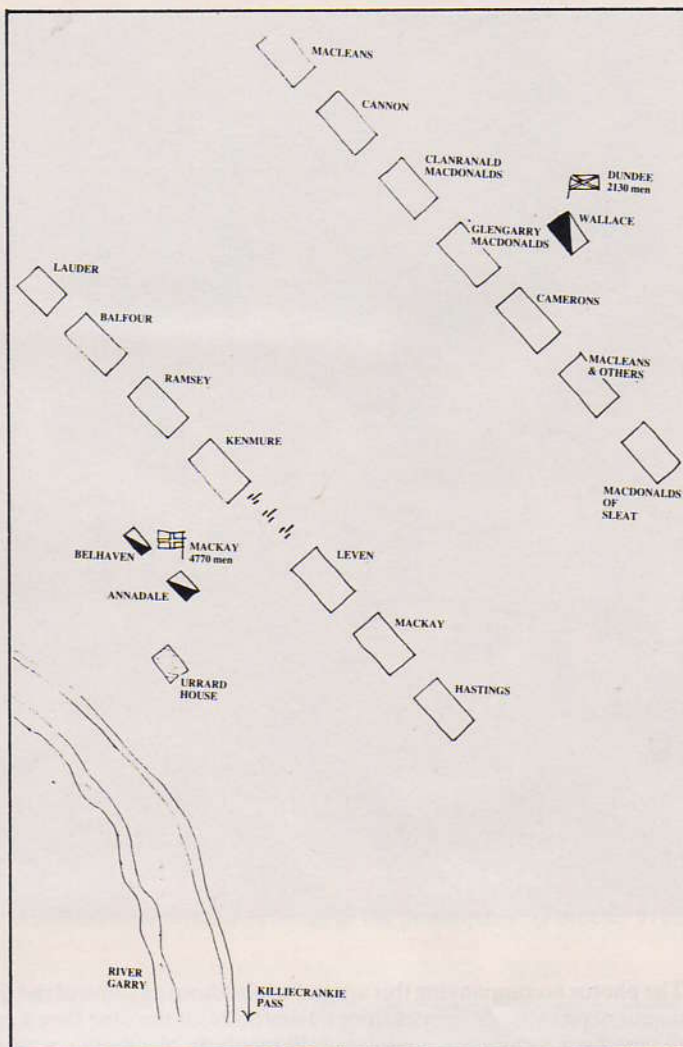 MACLEANS
CANNON
CLANRANALD
MACDONALDS
DUNDEE
2130 men
WALLACE
GLENGARRY
MACDONALDS
LAUDER
CAMERONS
BALFOUR
MACLEANS
& OTHERS
RAMSEY
KENMURE
MACDONALDS
OF
SLEAT
MACKAY
4770 men
BELHAVEN
LEVEN
ANNADALE
MACKAY
URRARD
HOUSE
HASTINGS
RIVER
GARRY
KILLIECRANKIE
PASS